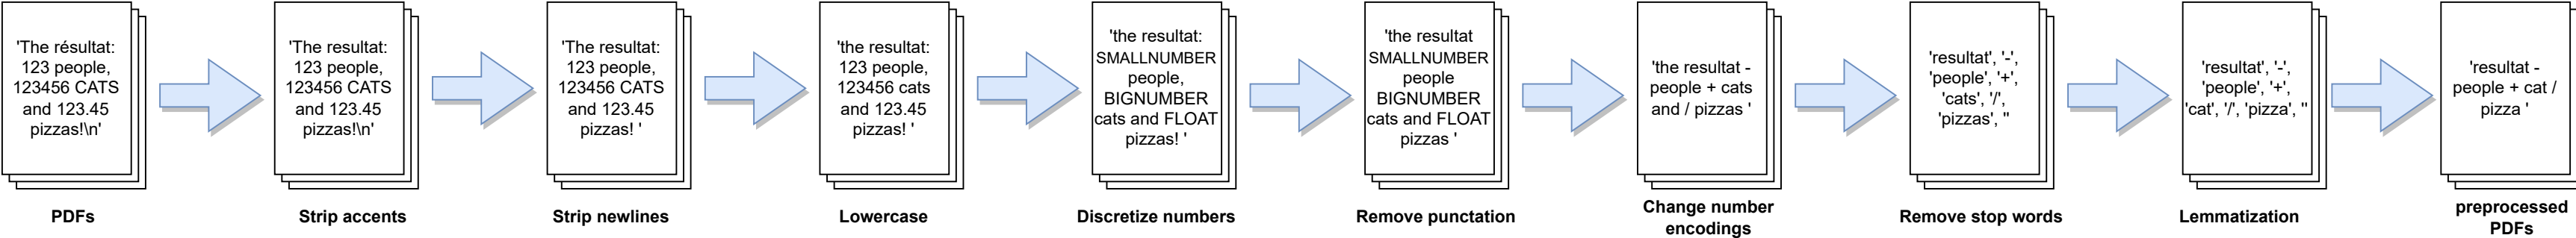 'The résultat:
123 people,
123456 CATS
and 123.45
pizzas!\n'
PDFs
'The resultat:
123 people,
123456 CATS
and 123.45
pizzas!\n'
Strip accents
'The resultat:
123 people,
123456 CATS
and 123.45
pizzas! '
Strip newlines
'the resultat:
123 people,
123456 cats
and 123.45
pizzas! '
Lowercase
'the resultat:
SMALLNUMBER
people,
BIGNUMBER
cats and FLOAT
pizzas! '
Discretize numbers
'the resultat
SMALLNUMBER
people
BIGNUMBER
cats and FLOAT
pizzas '
Remove punctation
'the resultat -
people + cats
and / pizzas '
Change number
encodings
'resultat', '-',
'people', '+',
'cats', '/',
'pizzas', ''
Remove stop words
'resultat', '-',
'people', '+',
'cat', '/', 'pizza', ''
Lemmatization
'resultat -
people + cat /
pizza '
preprocessed
PDFs